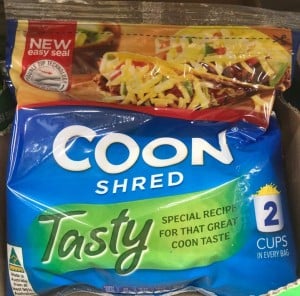 NEW
easy seal
COON
SHRED
Tasty
SPECIAL RECIPE
FOR THAT GREAT
COON TASTE
2
CUPS
IN EVERY BAG